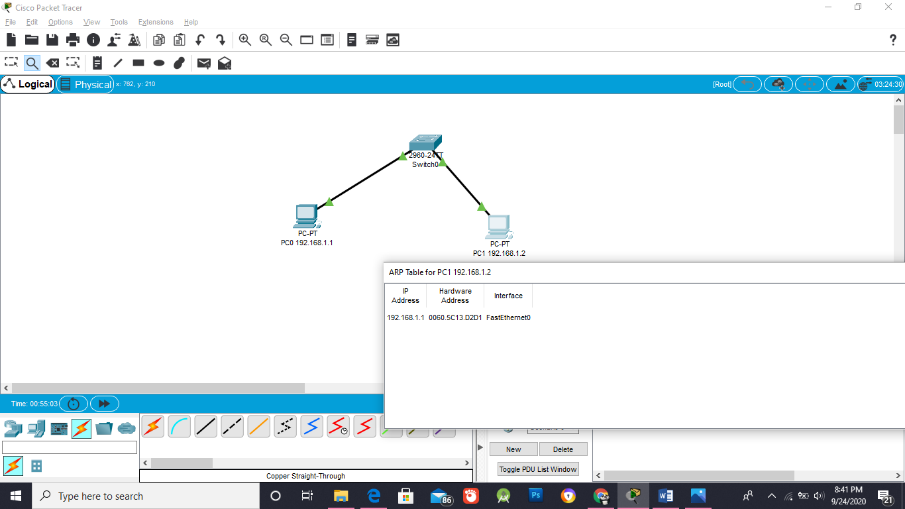 Cisco Packet Tracer
File Edit Options View Tools Extensions Help
?
Logical Physical x: 782, y: 210 [Root] 03:24:30
2960-24TT
Switch0
PC-PT
PC0 192.168.1.1
PC-PT
PC1 192.168.1.2
ARP Table for PC1 192.168.1.2
IP Address Hardware Address Interface
192.168.1.1 0060.5C13.D2D1 FastEthernet0
Time: 00:55:03
New Delete
Toggle PDU List Window
Copper Straight-Through
Type here to search
86
Ps
8:41 PM
9/24/2020
21